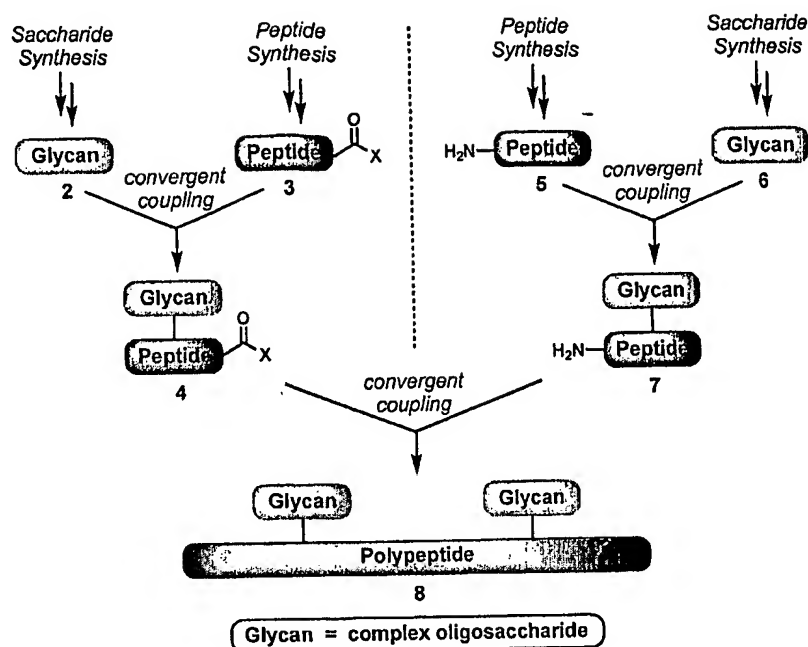 Saccharide
Synthesis
Peptide
Synthesis
Peptide
Synthesis
Saccharide
Synthesis
Glycan
2
Peptide
O
X
3
H2N
Peptide
5
Glycan
6
convergent
coupling
convergent
coupling
Glycan
Peptide
O
X
4
Glycan
H2N
Peptide
7
convergent
coupling
Glycan
Glycan
Polypeptide
8
Glycan = complex oligosaccharide